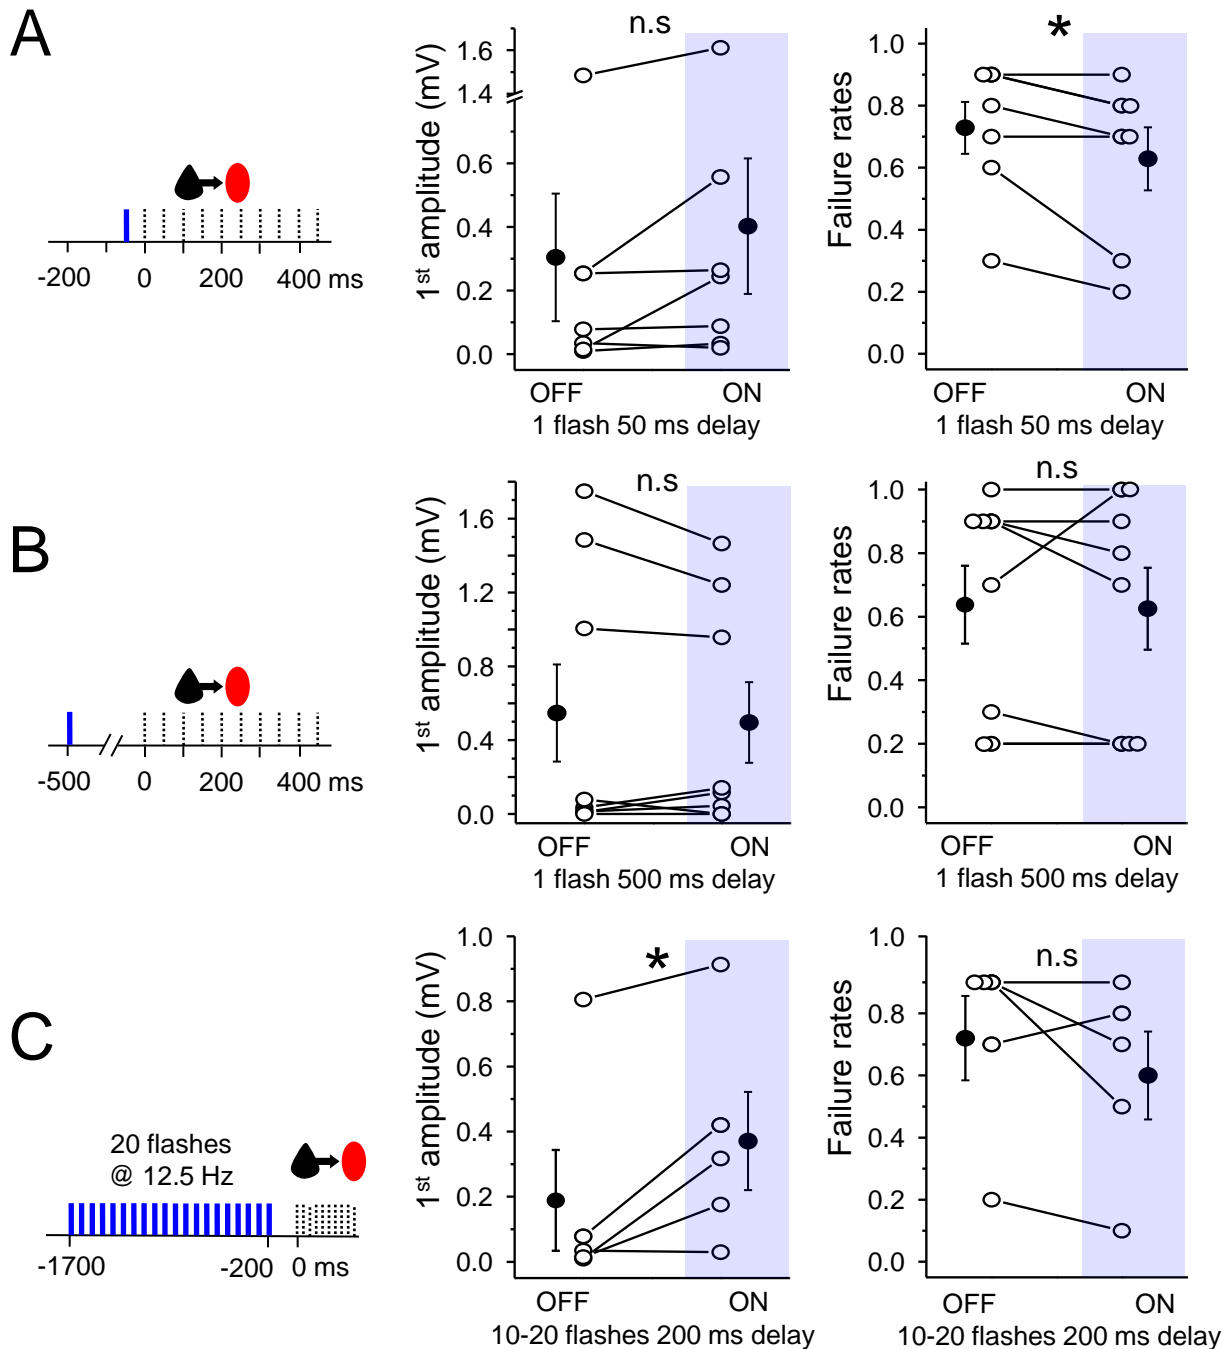 A
-200 0 200 400 ms
1st amplitude (mV)
1.6
1.4
0.6
0.4
0.2
0.0
n.s
OFF ON
1 flash 50 ms delay
Failure rates
1.0
0.8
0.6
0.4
0.2
0.0
*
OFF ON
1 flash 50 ms delay
B
-500 0 200 400 ms
1st amplitude (mV)
1.6
1.2
0.8
0.4
0.0
n.s
OFF ON
1 flash 500 ms delay
Failure rates
1.0
0.8
0.6
0.4
0.2
0.0
n.s
OFF ON
1 flash 500 ms delay
C
20 flashes
@ 12.5 Hz
-1700 -200 0 ms
1st amplitude (mV)
1.0
0.8
0.6
0.4
0.2
0.0
*
OFF ON
10-20 flashes 200 ms delay
Failure rates
1.0
0.8
0.6
0.4
0.2
0.0
n.s
OFF ON
10-20 flashes 200 ms delay